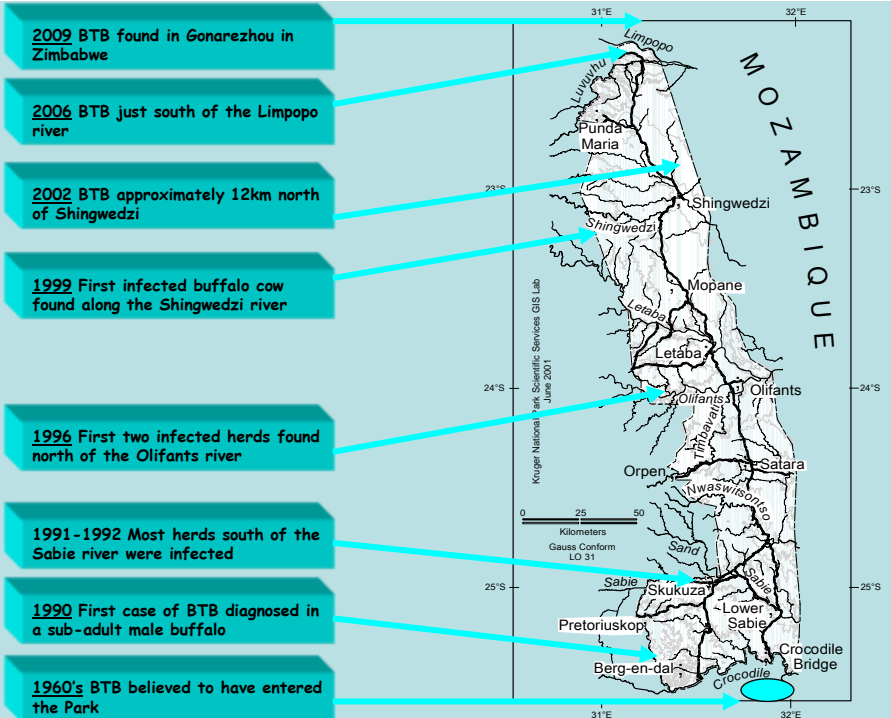 2009 BTB found in Gonarezhou in
Zimbabwe
2006 BTB just south of the Limpopo
river
2002 BTB approximately 12km north
of Shingwedzi
1999 First infected buffalo cow
found along the Shingwedzi river
1996 First two infected herds found
north of the Olifants river
1991-1992 Most herds south of the
Sabie river were infected
1990 First case of BTB diagnosed in
a sub-adult male buffalo
1960's BTB believed to have entered
the Park
31°E
32°E
Limpopo
Luvuvhu
MOZAMBIQUE
Punda
Maria
23°S
23°S
Shingwedzi
Shingwedzi
Mopane
Letaba
Letaba
24°S
24°S
Olifants
Olifants
Timbavati
Kruger National Park Scientific Services GIS Lab
June 2001
Orpen
Satara
Nwaswitsontso
0 25 50
Kilometers
Gauss Conform
LO 31
Sand
Sabie
25°S
25°S
Skukuza
Sabie
Lower
Sabie
Pretoriuskop
Berg-en-dal
Crocodile
Bridge
Crocodile
31°E
32°E